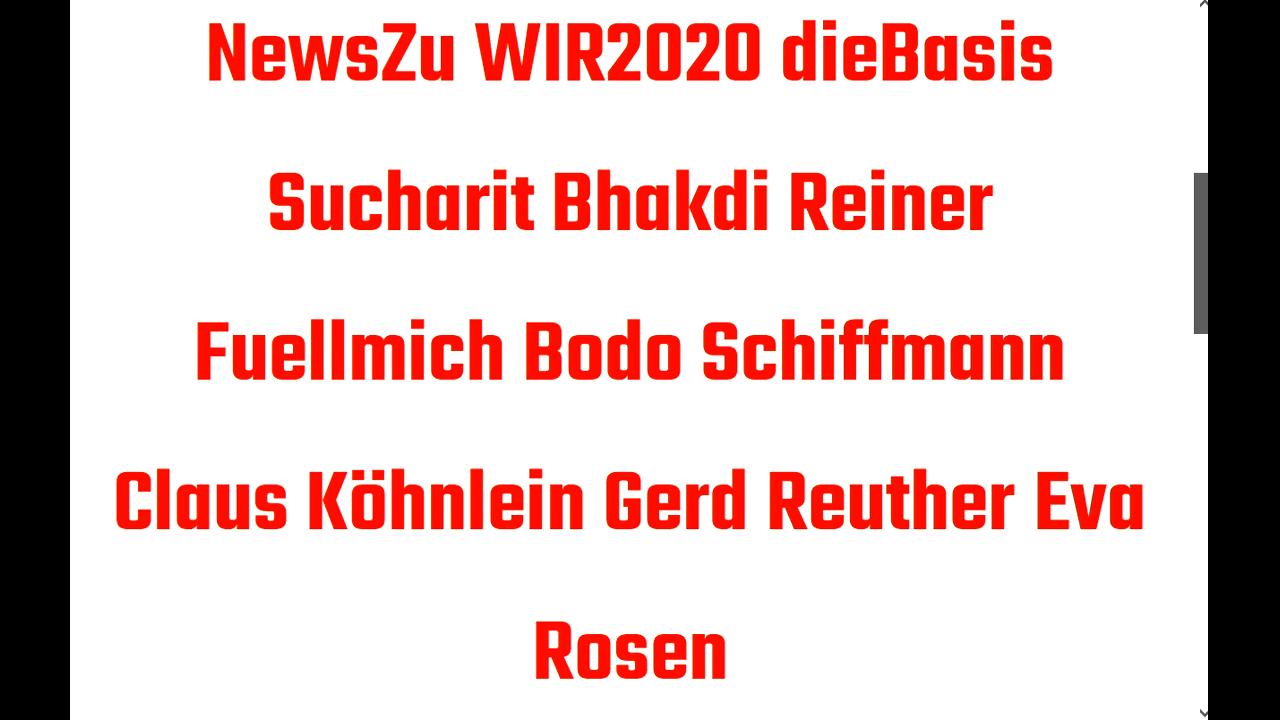 NewsZu WIR2020 dieBasis
Sucharit Bhakdi Reiner
Fuellmich Bodo Schiffmann
Claus Köhnlein Gerd Reuther Eva
Rosen